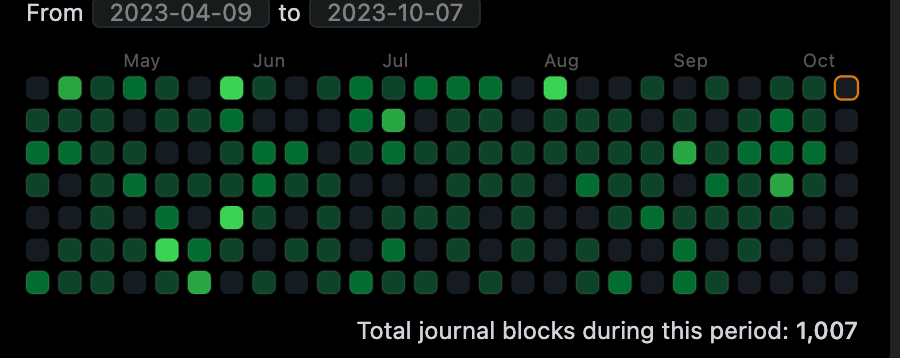 From 2023-04-09 to 2023-10-07
May Jun Jul Aug Sep Oct
Total journal blocks during this period: 1,007